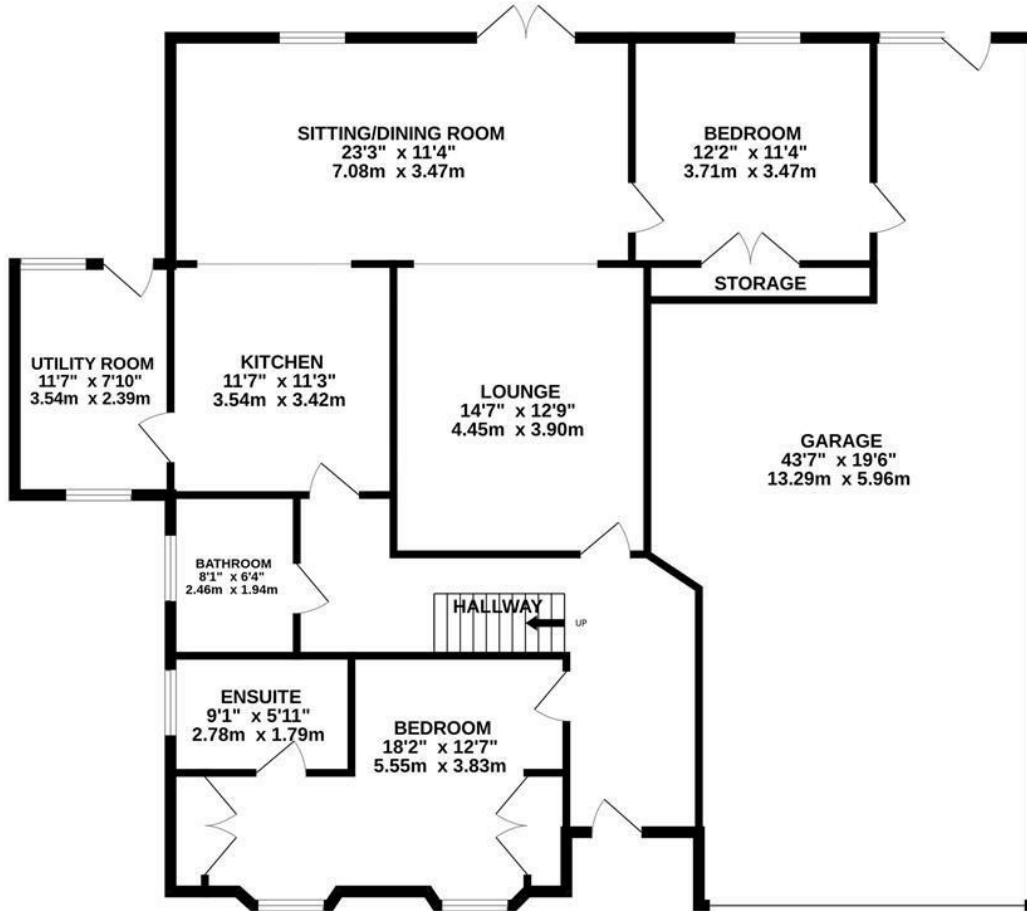 SITTING/DINING ROOM
23'3" x 11'4"
7.08m x 3.47m
BEDROOM
12'2" x 11'4"
3.71m x 3.47m
STORAGE
UTILITY ROOM
11'7" x 7'10"
3.54m x 2.39m
KITCHEN
11'7" x 11'3"
3.54m x 3.42m
LOUNGE
14'7" x 12'9"
4.45m x 3.90m
GARAGE
43'7" x 19'6"
13.29m x 5.96m
BATHROOM
8'1" x 6'4"
2.46m x 1.94m
HALLWAY
UP
ENSUITE
9'1" x 5'11"
2.78m x 1.79m
BEDROOM
18'2" x 12'7"
5.55m x 3.83m